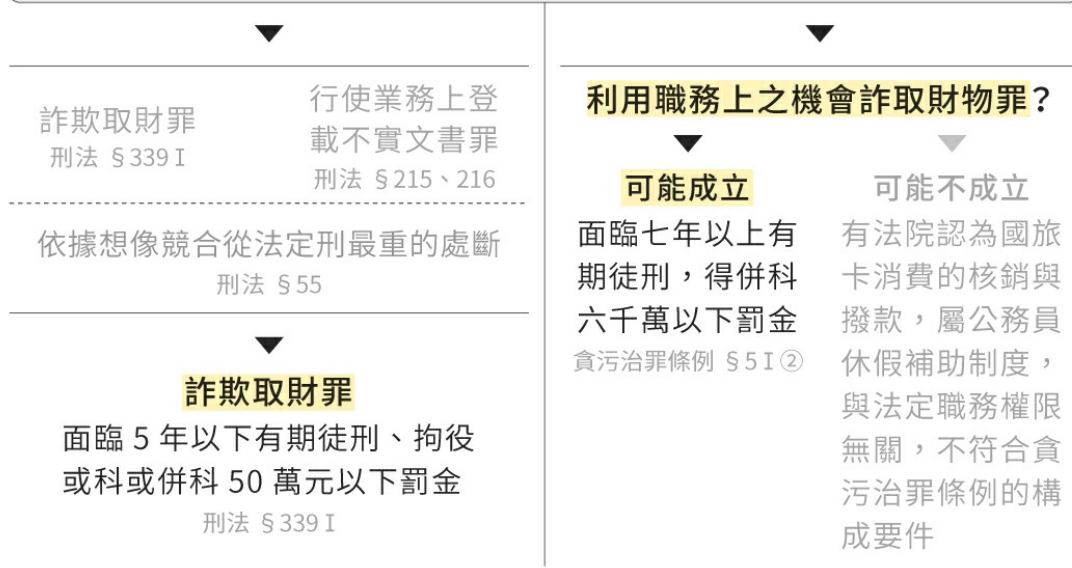 詐欺取財罪
刑法 §339 I
行使業務上登
載不實文書罪
刑法 §215、216
依據想像競合從法定刑最重的處斷
刑法 §55
詐欺取財罪
面臨 5 年以下有期徒刑、拘役
或科或併科 50 萬元以下罰金
刑法 §339 I
利用職務上之機會詐取財物罪？
可能成立
面臨七年以上有
期徒刑，得併科
六千萬以下罰金
貪污治罪條例 §5 I ②
可能不成立
有法院認為國旅
卡消費的核銷與
撥款，屬公務員
休假補助制度，
與法定職務權限
無關，不符合貪
污治罪條例的構
成要件